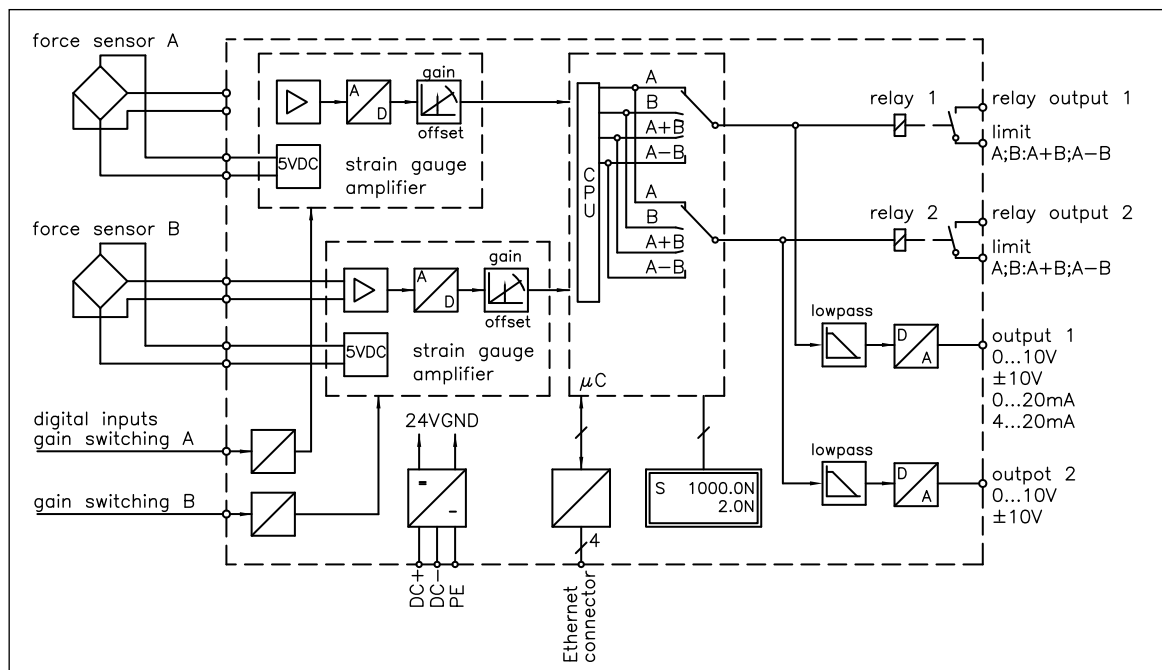 force sensor A
gain
A
D
offset
5VDC
strain gauge
amplifier
force sensor B
gain
A
D
offset
5VDC
strain gauge
amplifier
digital inputs
gain switching A
gain switching B
24VGND
=
–
DC+
DC-
PE
CPU
A
B
A+B
A–B
A
B
A+B
A–B
µC
4
Ethernet
connector
S 1000.0N
2.0N
relay 1
relay output 1
limit
A;B:A+B;A–B
relay 2
relay output 2
limit
A;B:A+B;A–B
lowpass
D
A
output 1
0...10V
±10V
0...20mA
4...20mA
lowpass
D
A
outpot 2
0...10V
±10V